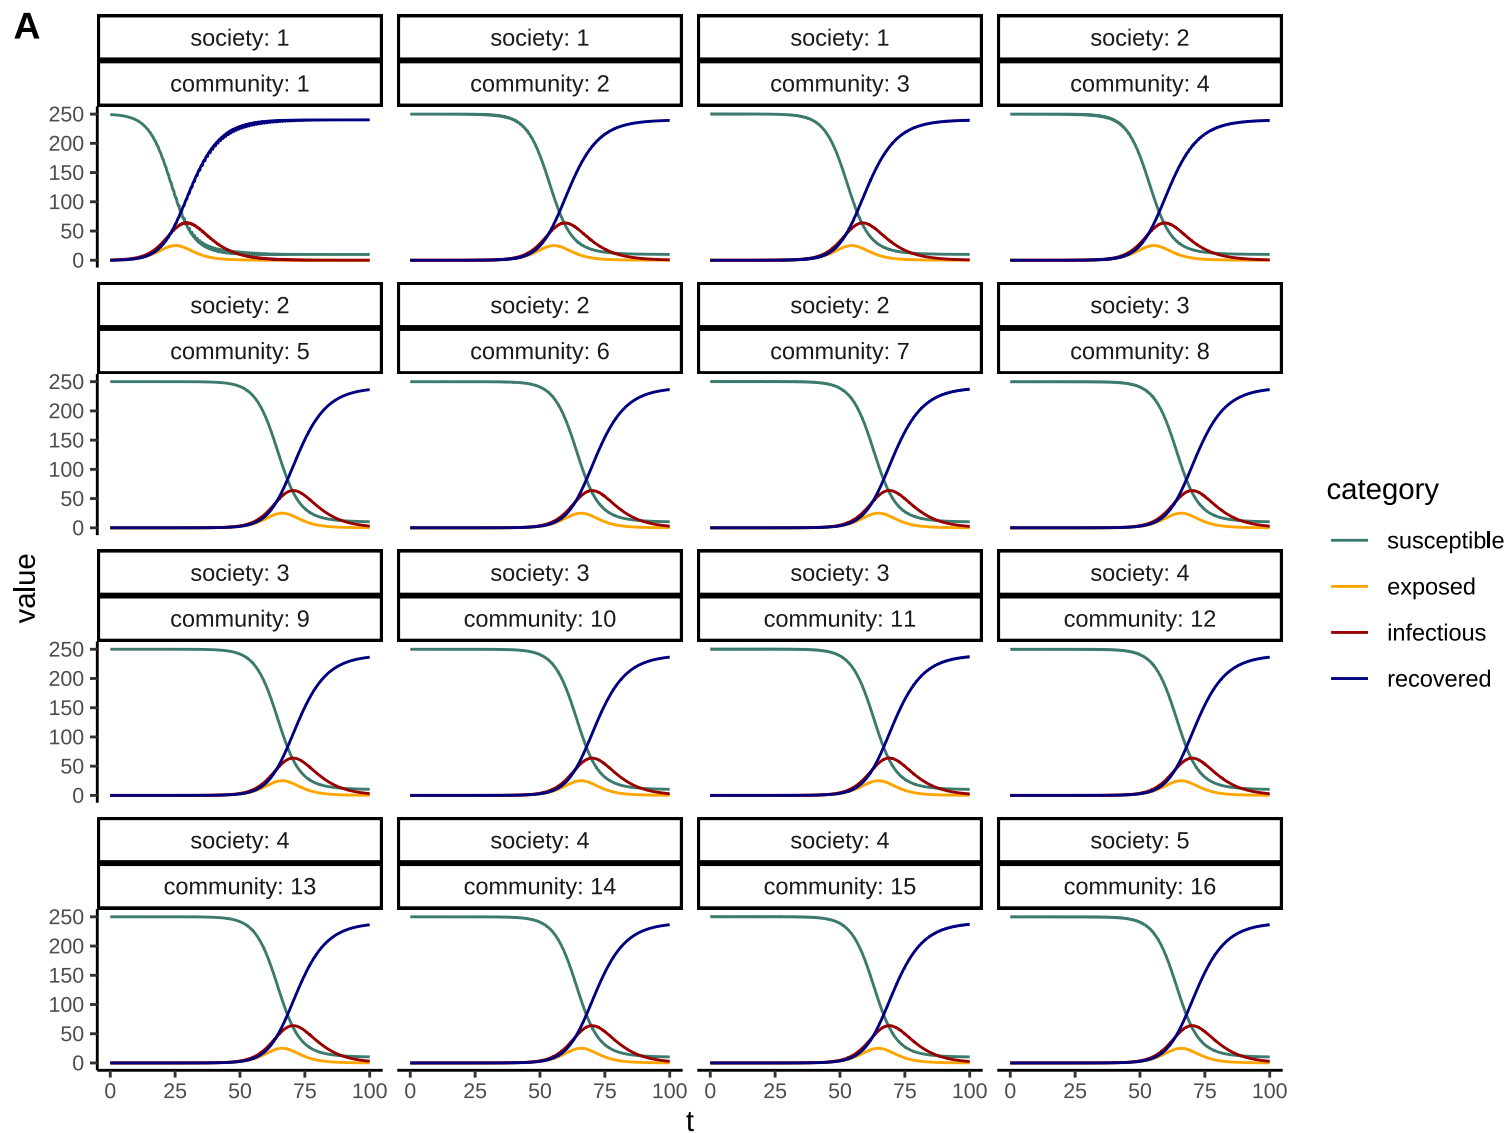 A
society: 1
society: 1
society: 1
society: 2
community: 1
community: 2
community: 3
community: 4
250
200
150
100
50
0
society: 2
society: 2
society: 2
society: 3
community: 5
community: 6
community: 7
community: 8
250
200
150
100
50
0
society: 3
society: 3
society: 3
society: 4
community: 9
community: 10
community: 11
community: 12
250
200
150
100
50
0
society: 4
society: 4
society: 4
society: 5
community: 13
community: 14
community: 15
community: 16
250
200
150
100
50
0
0 25 50 75 100
0 25 50 75 100
0 25 50 75 100
0 25 50 75 100
t
value
category
susceptible
exposed
infectious
recovered